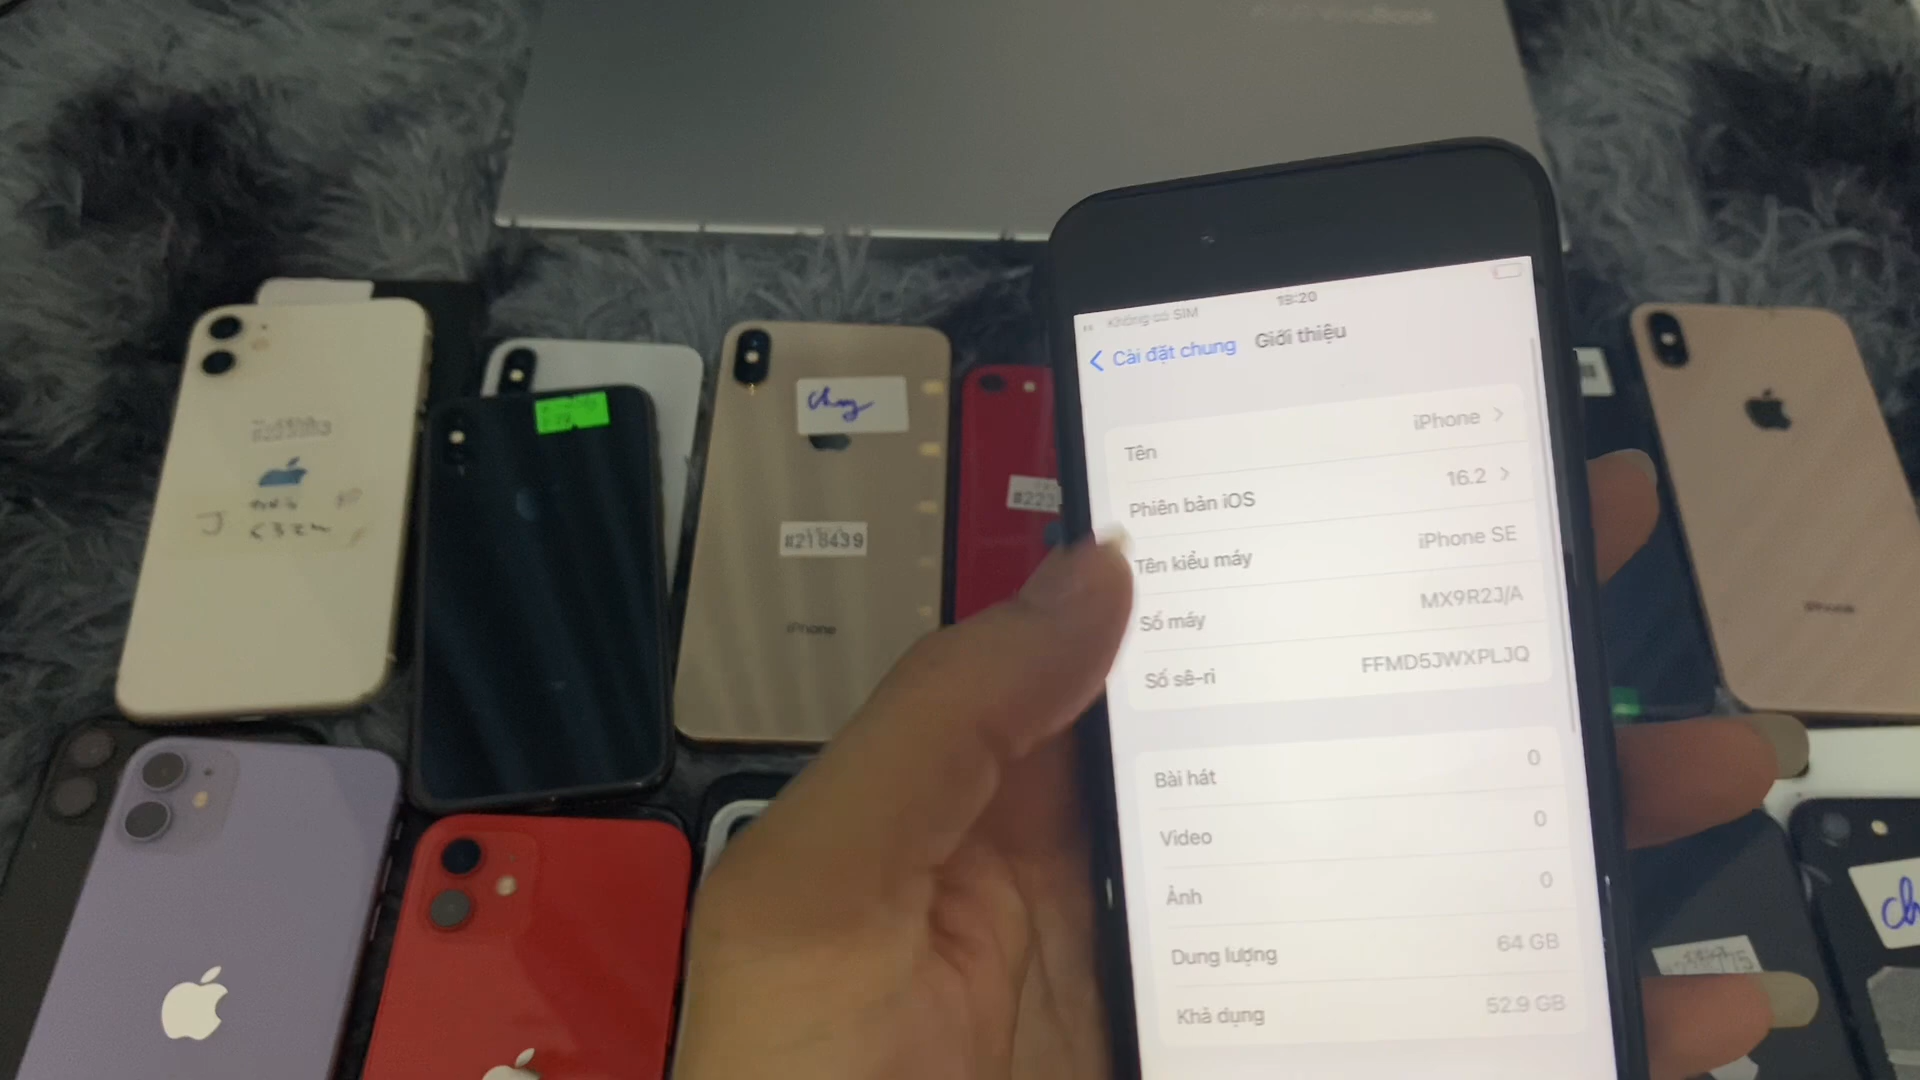 Không có SIM
19:20
Cài đặt chung
Giới thiệu
Tên
iPhone
Phiên bản iOS
16.2
Tên kiểu máy
iPhone SE
Số máy
MX9R2J/A
Số sê-ri
FFMD5JWXPLJQ
Bài hát
0
Video
0
Ảnh
0
Dung lượng
64 GB
Khả dụng
52.9 GB
#218439
iPhone
#223
iPhone